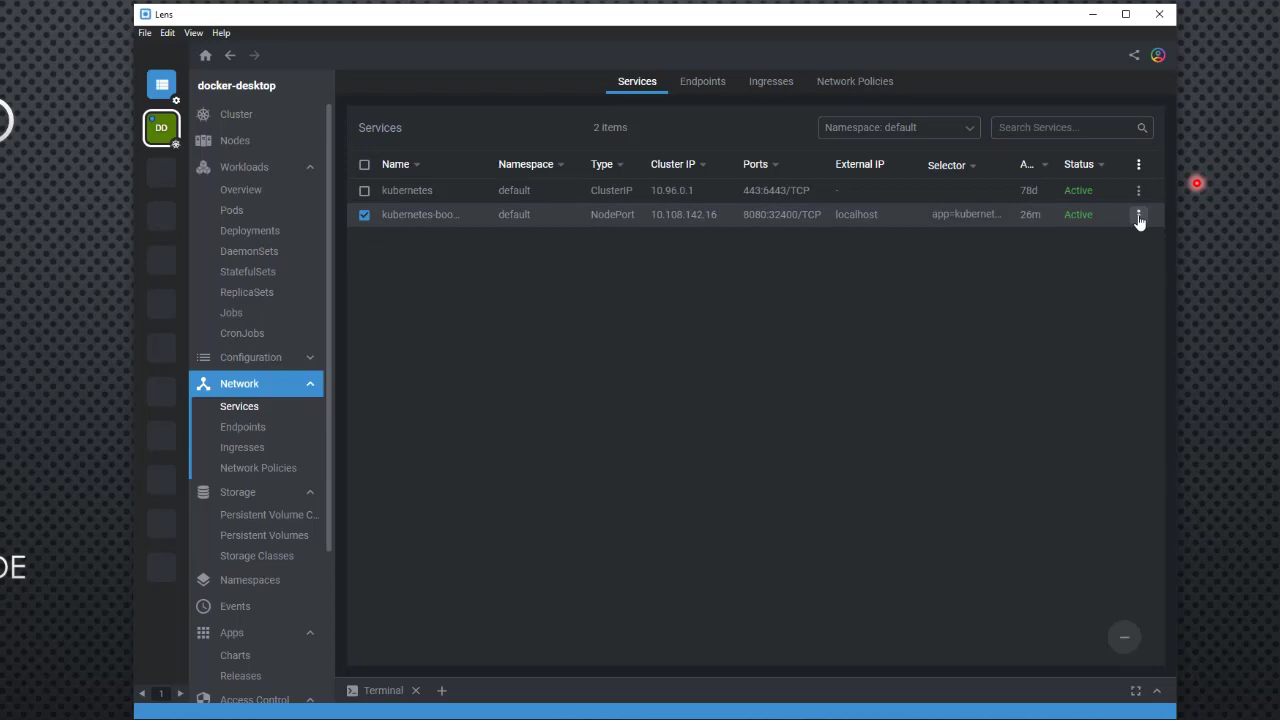 Lens
File Edit View Help
DD
docker-desktop
Cluster
Nodes
Workloads
Overview
Pods
Deployments
DaemonSets
StatefulSets
ReplicaSets
Jobs
CronJobs
Configuration
Network
Services
Endpoints
Ingresses
Network Policies
Storage
Persistent Volume C...
Persistent Volumes
Storage Classes
Namespaces
Events
Apps
Charts
Releases
Access Control
1
Services Endpoints Ingresses Network Policies
Services 2 items Namespace: default Search Services...
Name Namespace Type Cluster IP Ports External IP Selector A... Status
kubernetes default ClusterIP 10.96.0.1 443:6443/TCP - 78d Active
kubernetes-boo... default NodePort 10.108.142.16 8080:32400/TCP localhost app=kubernet... 26m Active
Terminal
DE